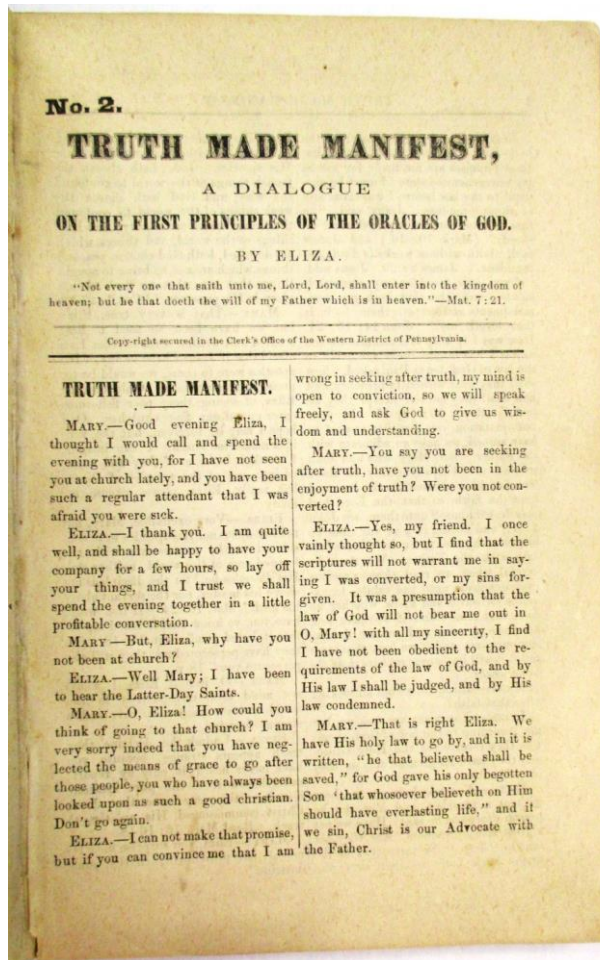 No. 2.
TRUTH MADE MANIFEST,
A DIALOGUE
ON THE FIRST PRINCIPLES OF THE ORACLES OF GOD.
BY ELIZA.
"Not every one that saith unto me, Lord, Lord, shall enter into the kingdom of
heaven; but he that doeth the will of my Father which is in heaven."—Mat. 7:21.
Copy-right secured in the Clerk's Office of the Western District of Pennsylvania.
TRUTH MADE MANIFEST.
MARY.—Good evening Eliza, I
thought I would call and spend the
evening with you, for I have not seen
you at church lately, and you have been
such a regular attendant that I was
afraid you were sick.
ELIZA.—I thank you. I am quite
well, and shall be happy to have your
company for a few hours, so lay off
your things, and I trust we shall
spend the evening together in a little
profitable conversation.
MARY—But, Eliza, why have you
not been at church?
ELIZA.—Well Mary; I have been
to hear the Latter-Day Saints.
MARY.—O, Eliza! How could you
think of going to that church? I am
very sorry indeed that you have neg-
lected the means of grace to go after
those people, you who have always been
looked upon as such a good christian.
Don't go again.
ELIZA.—I can not make that promise,
but if you can convince me that I am
wrong in seeking after truth, my mind is
open to conviction, so we will speak
freely, and ask God to give us wis-
dom and understanding.
MARY.—You say you are seeking
after truth, have you not been in the
enjoyment of truth? Were you not con-
verted?
ELIZA.—Yes, my friend. I once
vainly thought so, but I find that the
scriptures will not warrant me in say-
ing I was converted, or my sins for-
given. It was a presumption that the
law of God will not bear me out in
O, Mary! with all my sincerity, I find
I have not been obedient to the re-
quirements of the law of God, and by
His law I shall be judged, and by His
law condemned.
MARY.—That is right Eliza. We
have His holy law to go by, and in it is
written, "he that believeth shall be
saved," for God gave his only begotten
Son 'that whosoever believeth on Him
should have everlasting life," and if
we sin, Christ is our Advocate with
the Father.